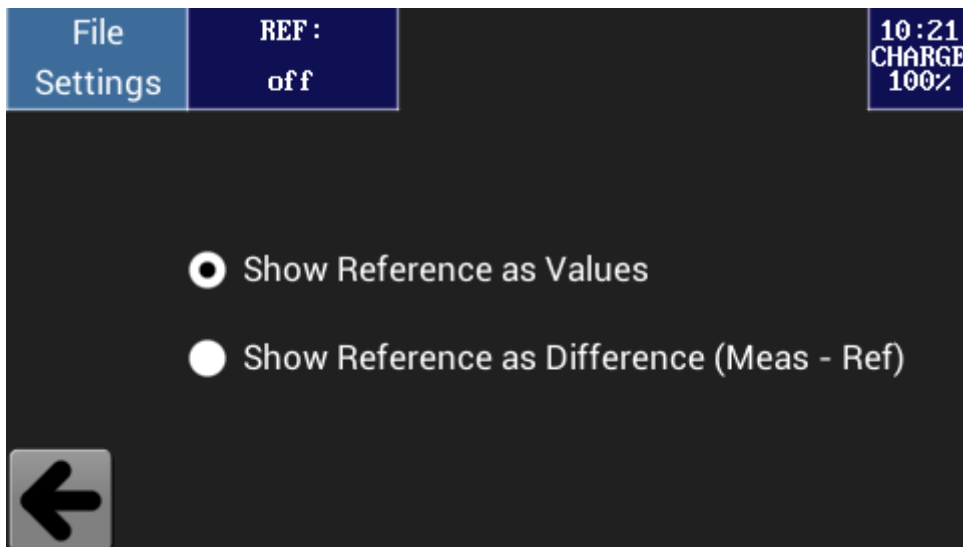 File
Settings
REF:
off
10:21
CHARGE
100%
Show Reference as Values
Show Reference as Difference (Meas - Ref)